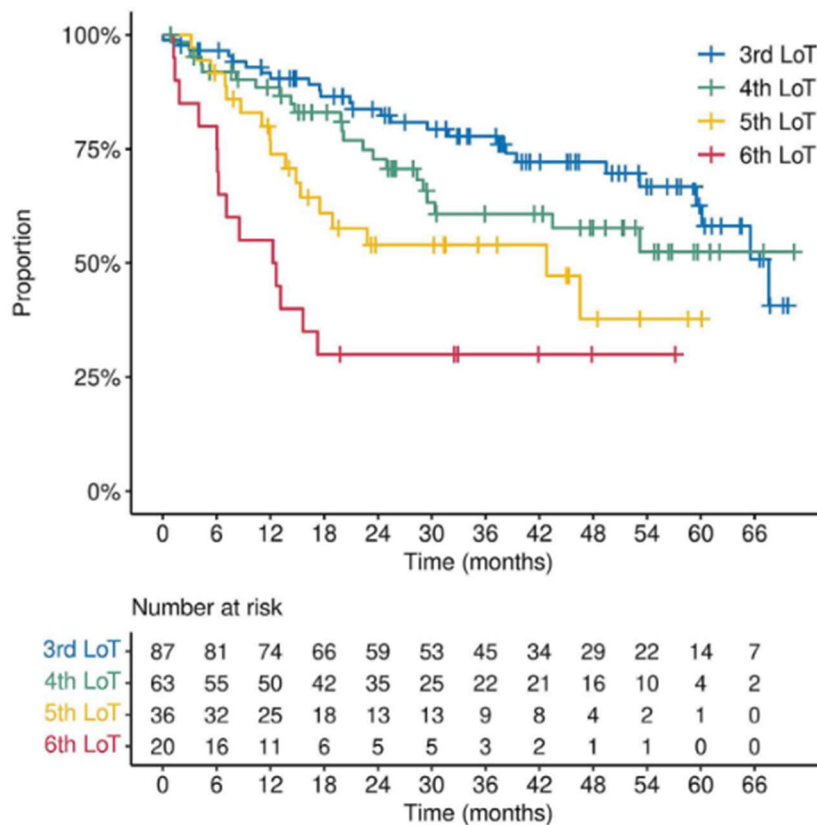 100%
75%
50%
25%
0%
Proportion
3rd LoT
4th LoT
5th LoT
6th LoT
0 6 12 18 24 30 36 42 48 54 60 66
Time (months)
Number at risk
3rd LoT 87 81 74 66 59 53 45 34 29 22 14 7
4th LoT 63 55 50 42 35 25 22 21 16 10 4 2
5th LoT 36 32 25 18 13 13 9 8 4 2 1 0
6th LoT 20 16 11 6 5 5 3 2 1 1 0 0
0 6 12 18 24 30 36 42 48 54 60 66
Time (months)